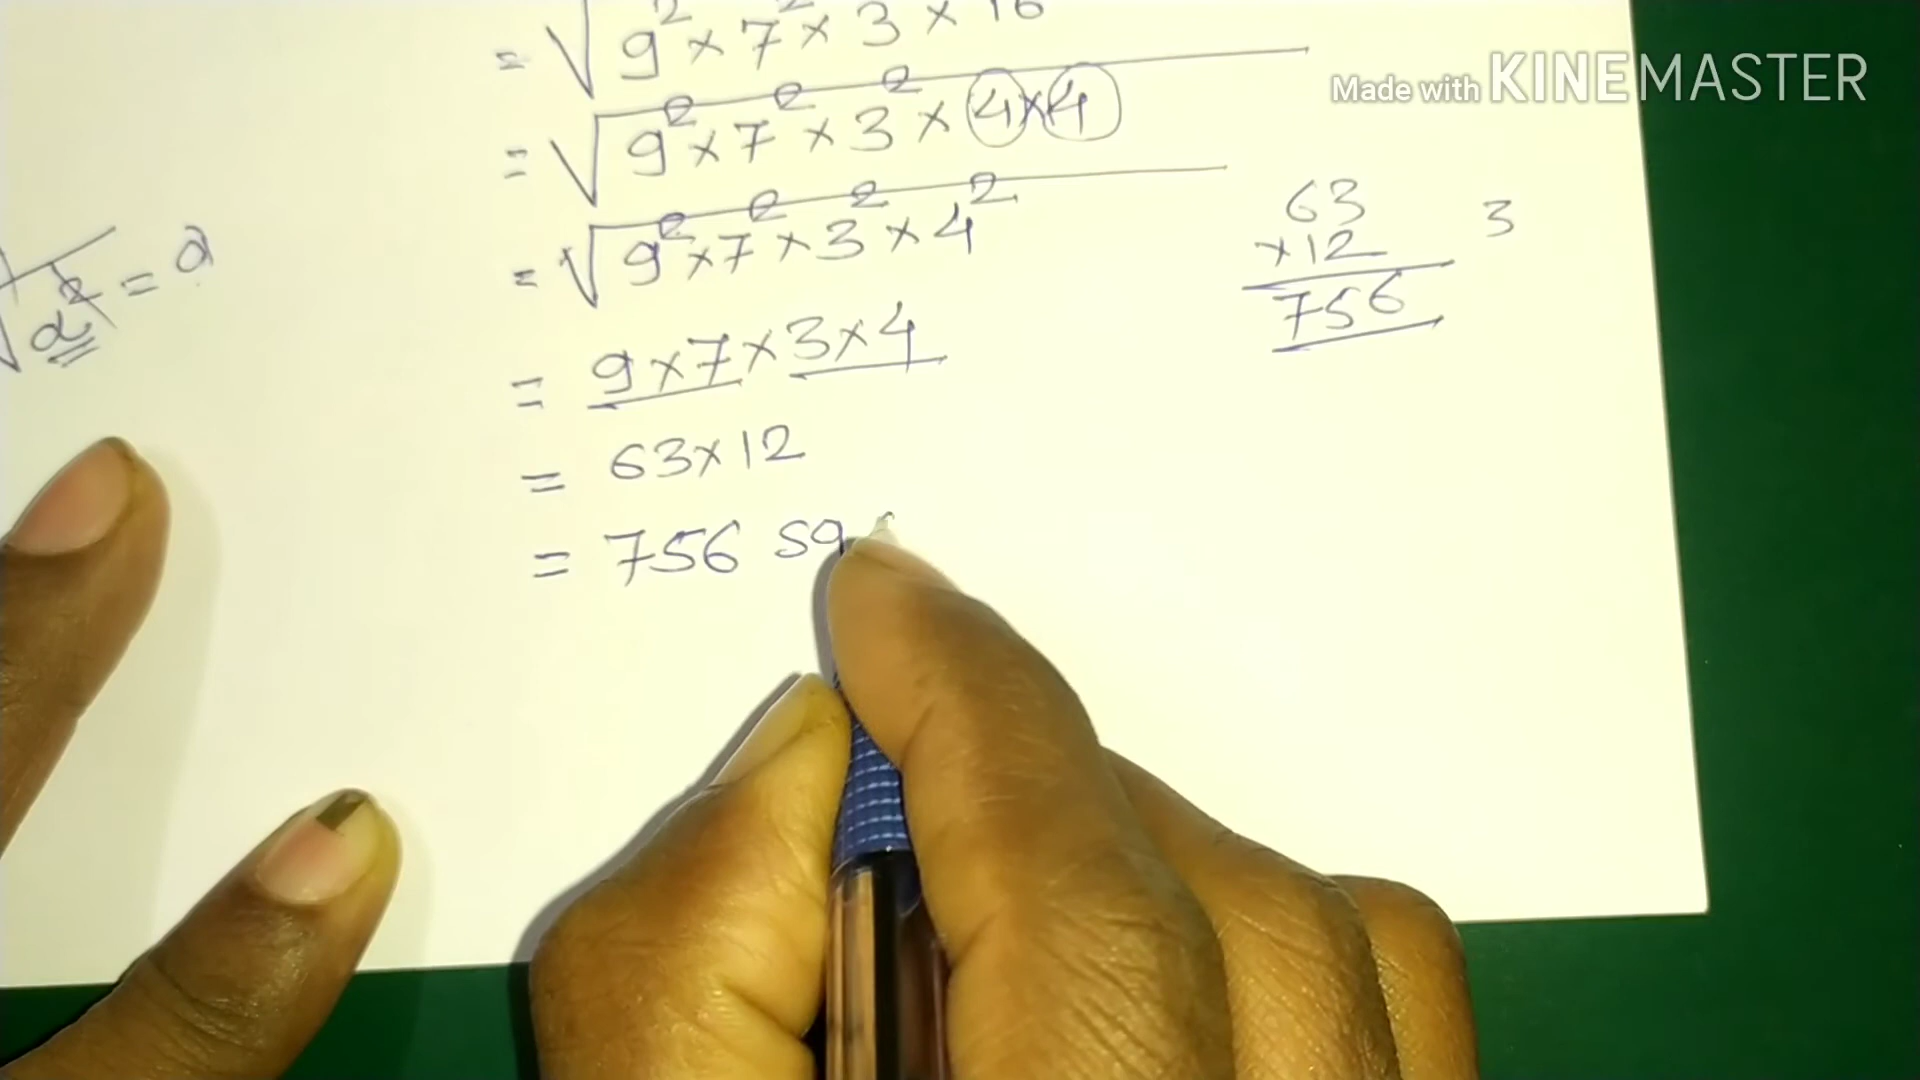 = √9² × 7² × 3² × 16
= √9² × 7² × 3² × 4 × 4
= √9² × 7² × 3² × 4²
= 9 × 7 × 3 × 4
= 63 × 12
= 756 sq
√a² = a
63
× 12
756
3
Made with KINEMASTER